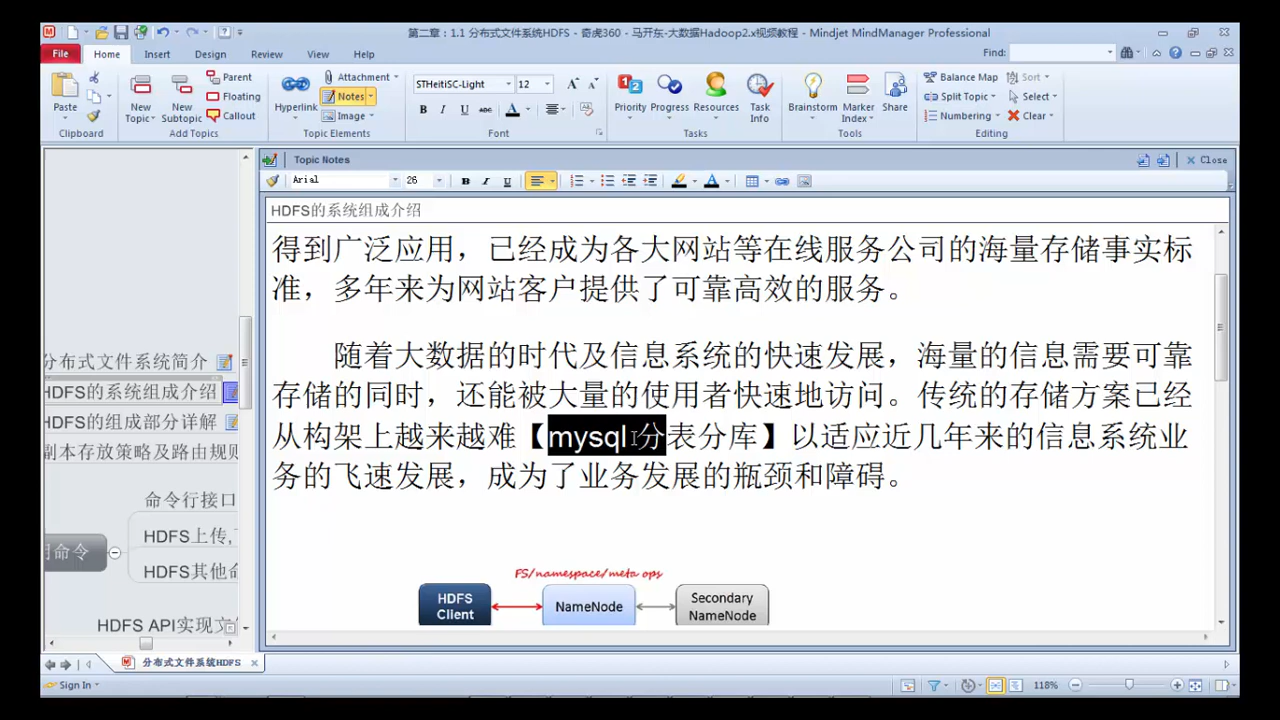 第二章：1.1 分布式文件系统HDFS - 奇虎360 - 马开东-大数据Hadoop2.x视频教程 - Mindjet MindManager Professional
File Home Insert Design Review View Help Find:
Parent Attachment STHeitiSC-Light 12 Balance Map Sort
Floating Notes Split Topic Select
Paste New Topic New Subtopic Callout Hyperlink Image Priority Progress Resources Task Info Brainstorm Marker Index Share Numbering Clear
Clipboard Add Topics Topic Elements Font Tasks Tools Editing
Topic Notes Close
Arial 26
HDFS的系统组成介绍
得到广泛应用，已经成为各大网站等在线服务公司的海量存储事实标
准，多年来为网站客户提供了可靠高效的服务。
随着大数据的时代及信息系统的快速发展，海量的信息需要可靠
存储的同时，还能被大量的使用者快速地访问。传统的存储方案已经
从构架上越来越难【mysql 分表分库】以适应近几年来的信息系统业
务的飞速发展，成为了业务发展的瓶颈和障碍。
FS/namespace/meta ops
HDFS Client
NameNode
Secondary NameNode
分布式文件系统简介
HDFS的系统组成介绍
HDFS的组成部分详解
副本存放策略及路由规则
命令行接口
HDFS上传,
用命令
HDFS其他命
HDFS API实现文
分布式文件系统HDFS
Sign In 118%